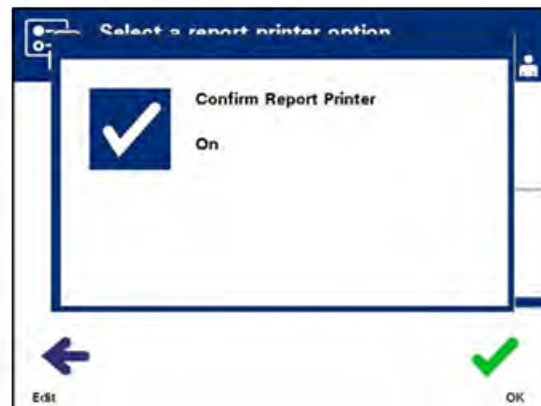 Select a report printer option
Confirm Report Printer
On
Edit
OK